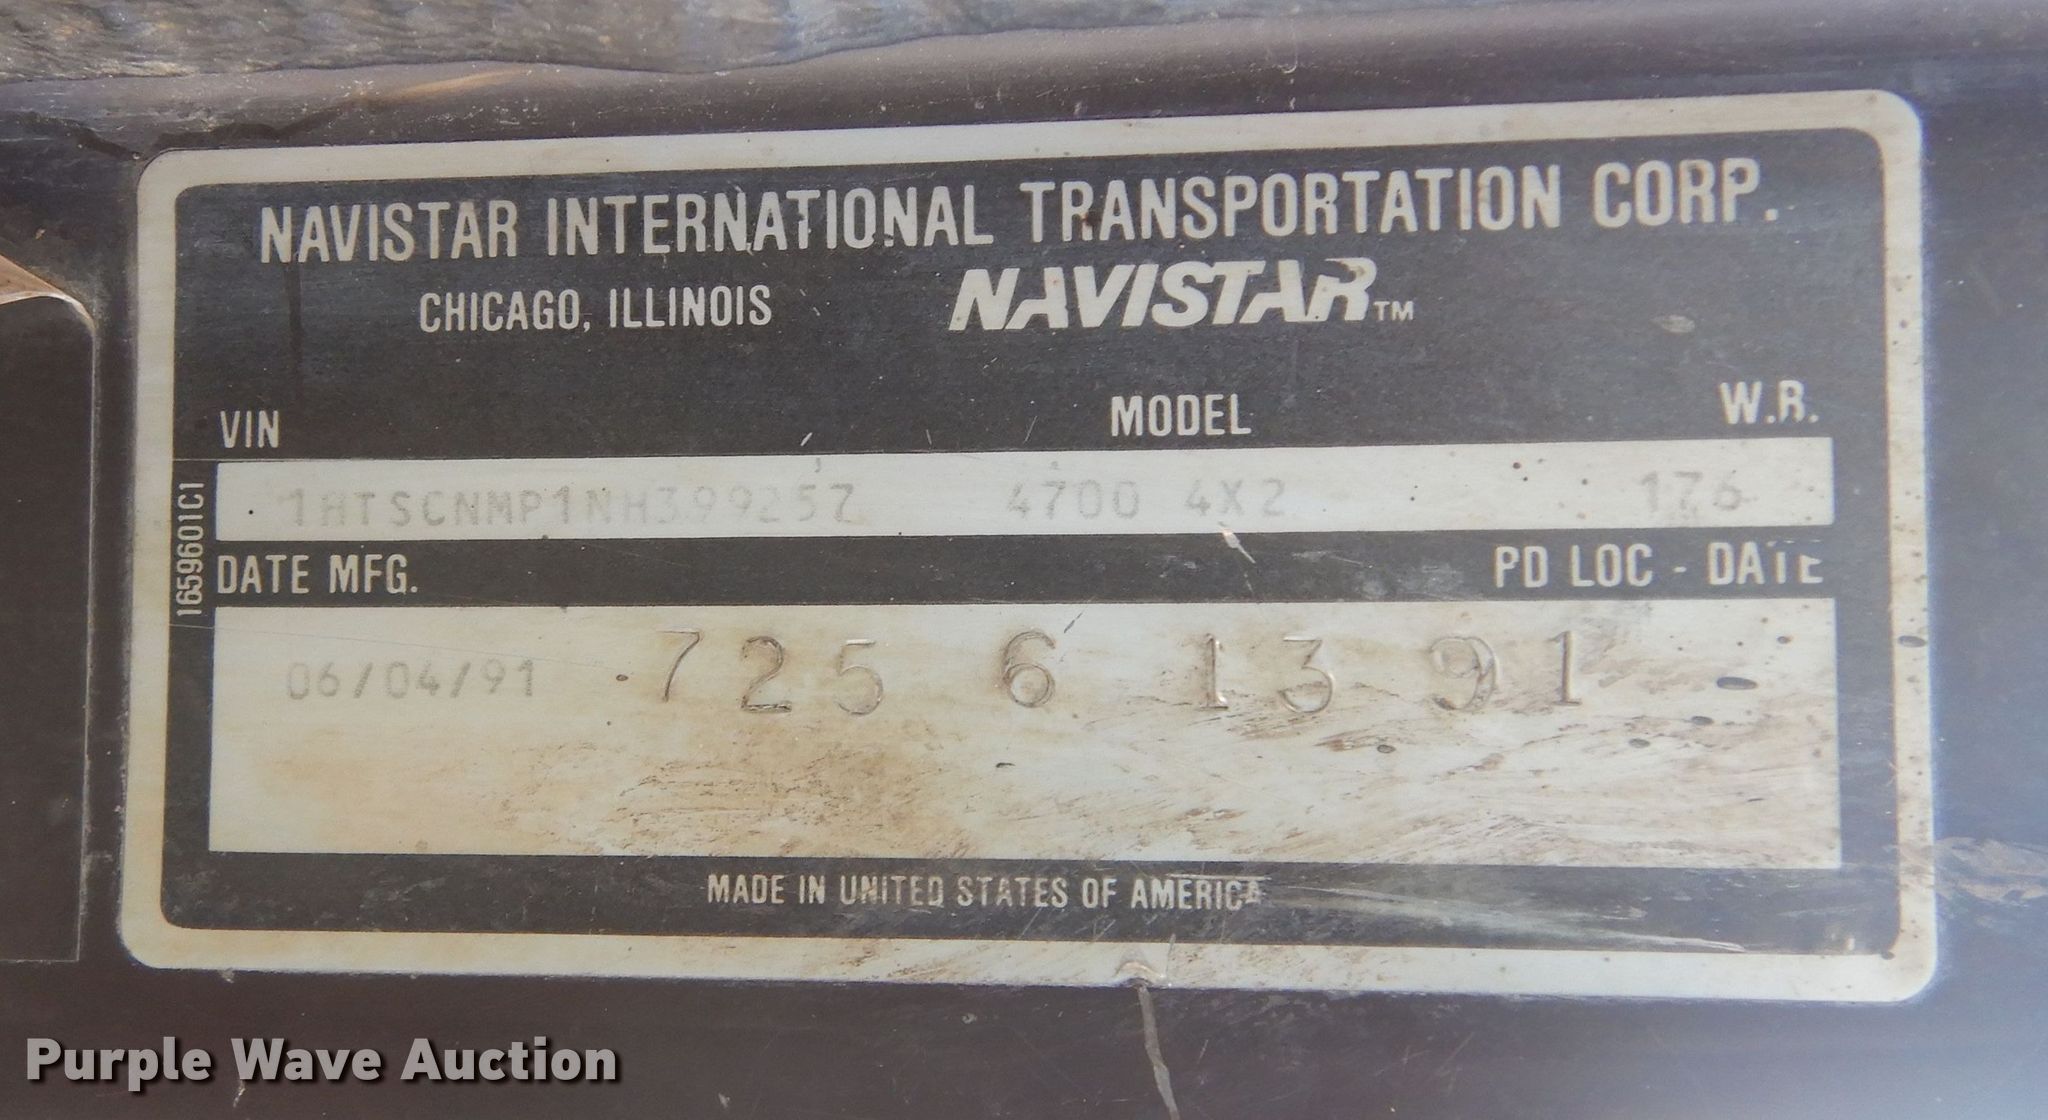 NAVISTAR INTERNATIONAL TRANSPORTATION CORP.
CHICAGO, ILLINOIS NAVISTAR™
VIN MODEL W.R.
1HTSCNMP1NH399257 4700 4X2 176
1659601C1
DATE MFG. PD LOC - DATE
06/04/91 725 6 13 91
MADE IN UNITED STATES OF AMERICA
Purple Wave Auction